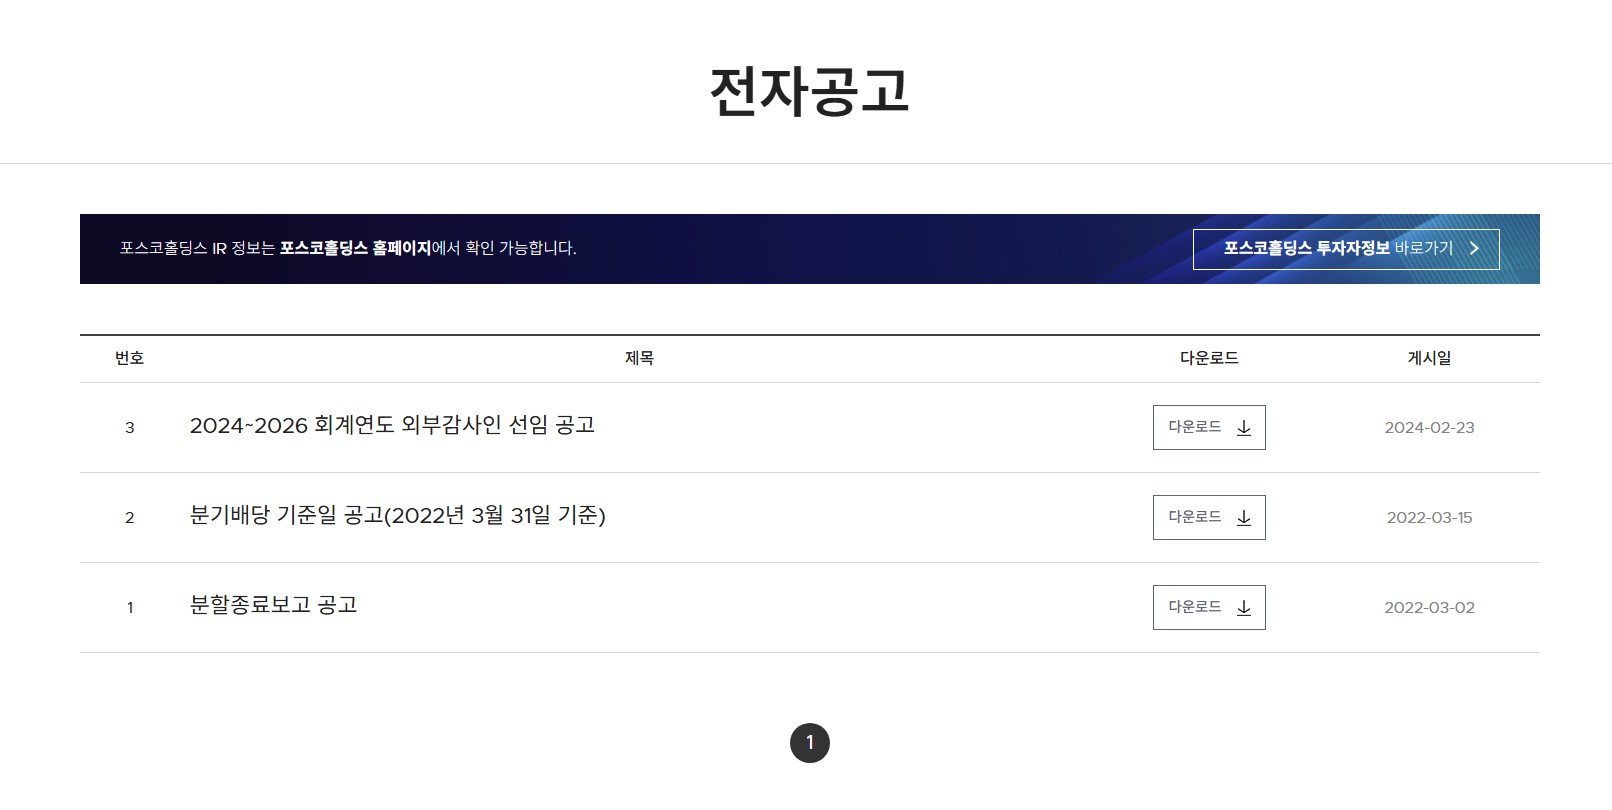 전자공고
포스코홀딩스 IR 정보는 포스코홀딩스 홈페이지에서 확인 가능합니다. 포스코홀딩스 투자자정보 바로가기
번호 제목 다운로드 게시일
3 2024~2026 회계연도 외부감사인 선임 공고 다운로드 2024-02-23
2 분기배당 기준일 공고(2022년 3월 31일 기준) 다운로드 2022-03-15
1 분할종료보고 공고 다운로드 2022-03-02
1